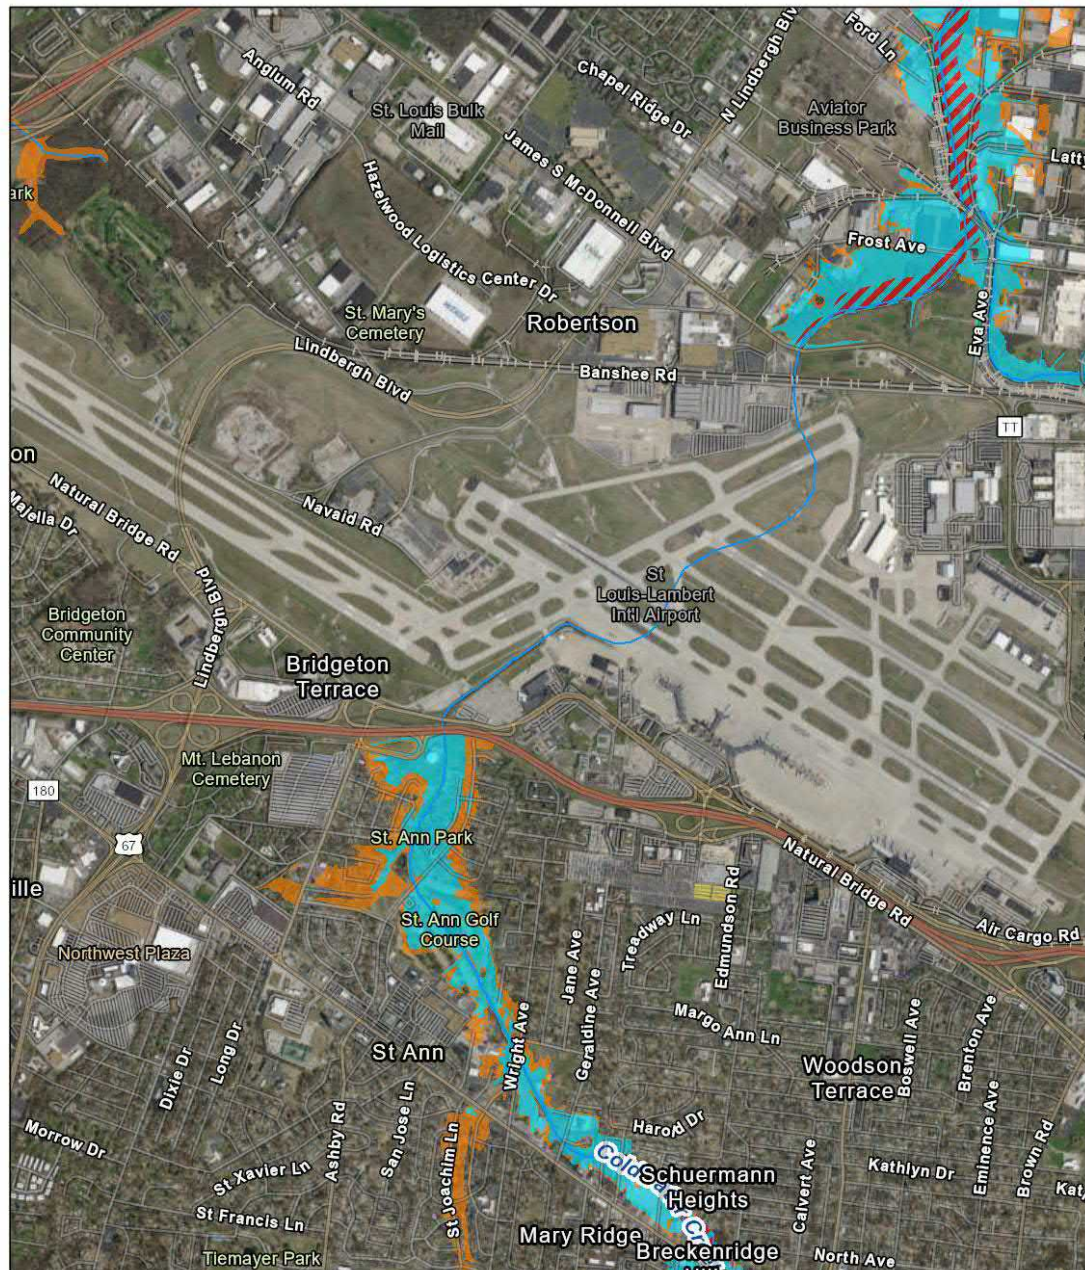 Ford Ln
N Lindbergh Blv
Anglum Rd
Chapel Ridge Dr
St. Louis Bulk
Mail
Aviator
Business Park
James S McDonnell Blvd
Latty
Hazelwood Logistics Center Dr
ark
Frost Ave
Eva Ave
St. Mary's
Cemetery
Robertson
Lindbergh Blvd
Banshee Rd
TT
on
Natural Bridge Rd
Majella Dr
Navaid Rd
St
Louis-Lambert
Int'l Airport
Lindbergh Blvd
Bridgeton
Community
Center
Bridgeton
Terrace
Mt. Lebanon
Cemetery
180
67
St. Ann Park
Natural Bridge Rd
ille
St. Ann Golf
Course
Northwest Plaza
Jane Ave
Treadway Ln
Edmundson Rd
Air Cargo Rd
Geraldine Ave
Wright Ave
Margo Ann Ln
St Ann
Woodson
Terrace
Boswell Ave
Brenton Ave
Dixie Dr
Long Dr
Morrow Dr
Ashby Rd
San Jose Ln
St Joachim Ln
Harold Dr
St Xavier Ln
Schuermann
Heights
Calvert Ave
Kathlyn Dr
Eminence Ave
Brown Rd
Kat
St Francis Ln
Tiemayer Park
Mary Ridge
Breckenridge
North Ave